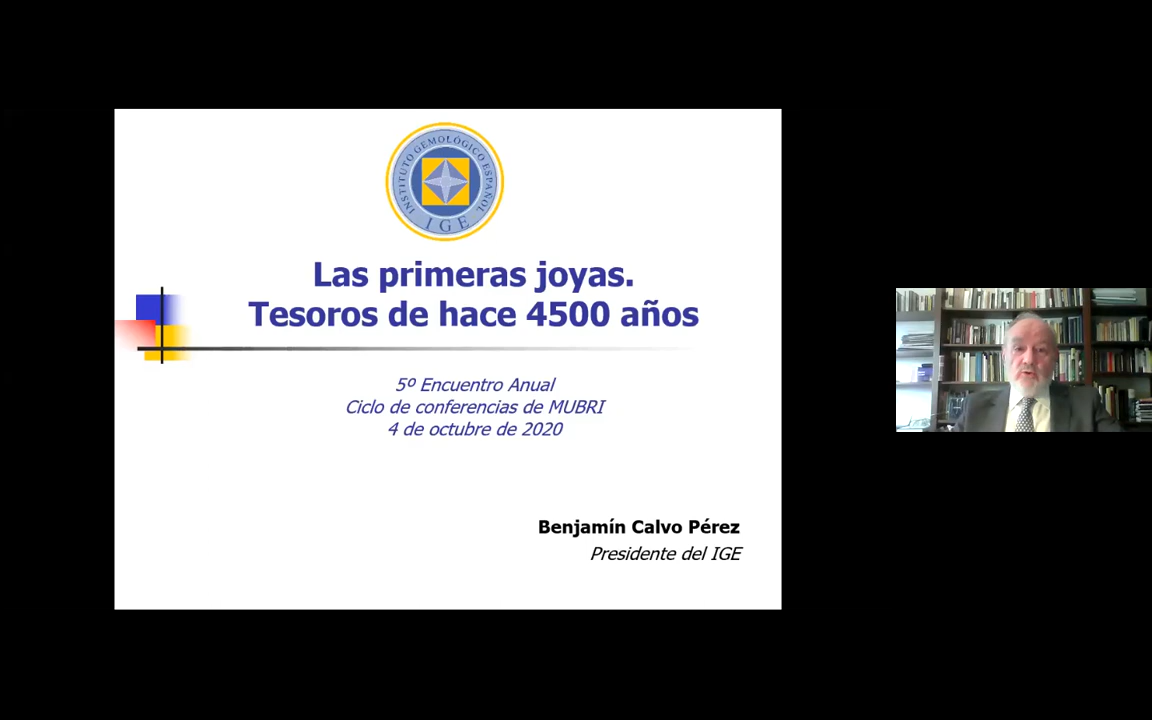 INSTITUTO GEMOLÓGICO ESPAÑOL
IGE
Las primeras joyas.
Tesoros de hace 4500 años
5º Encuentro Anual
Ciclo de conferencias de MUBRI
4 de octubre de 2020
Benjamín Calvo Pérez
Presidente del IGE